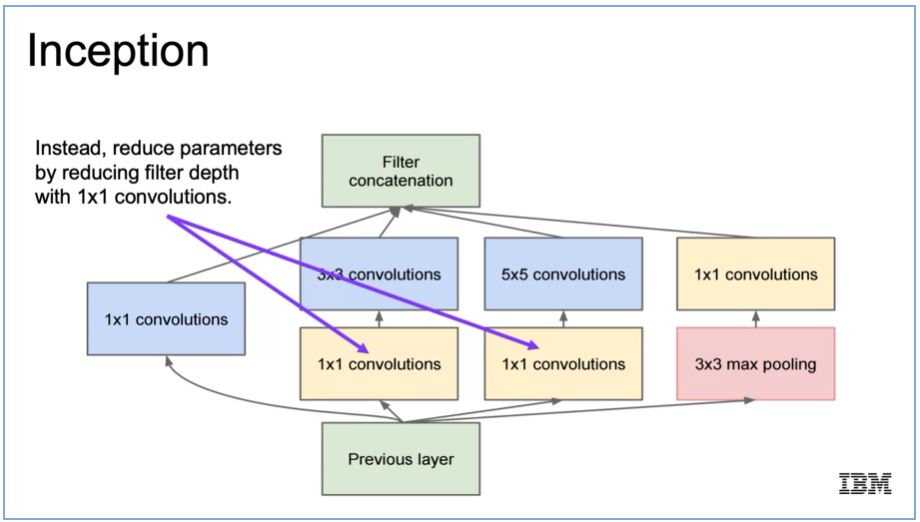 Inception
Instead, reduce parameters
by reducing filter depth
with 1x1 convolutions.
Filter
concatenation
3x3 convolutions
5x5 convolutions
1x1 convolutions
1x1 convolutions
1x1 convolutions
1x1 convolutions
3x3 max pooling
Previous layer
IBM